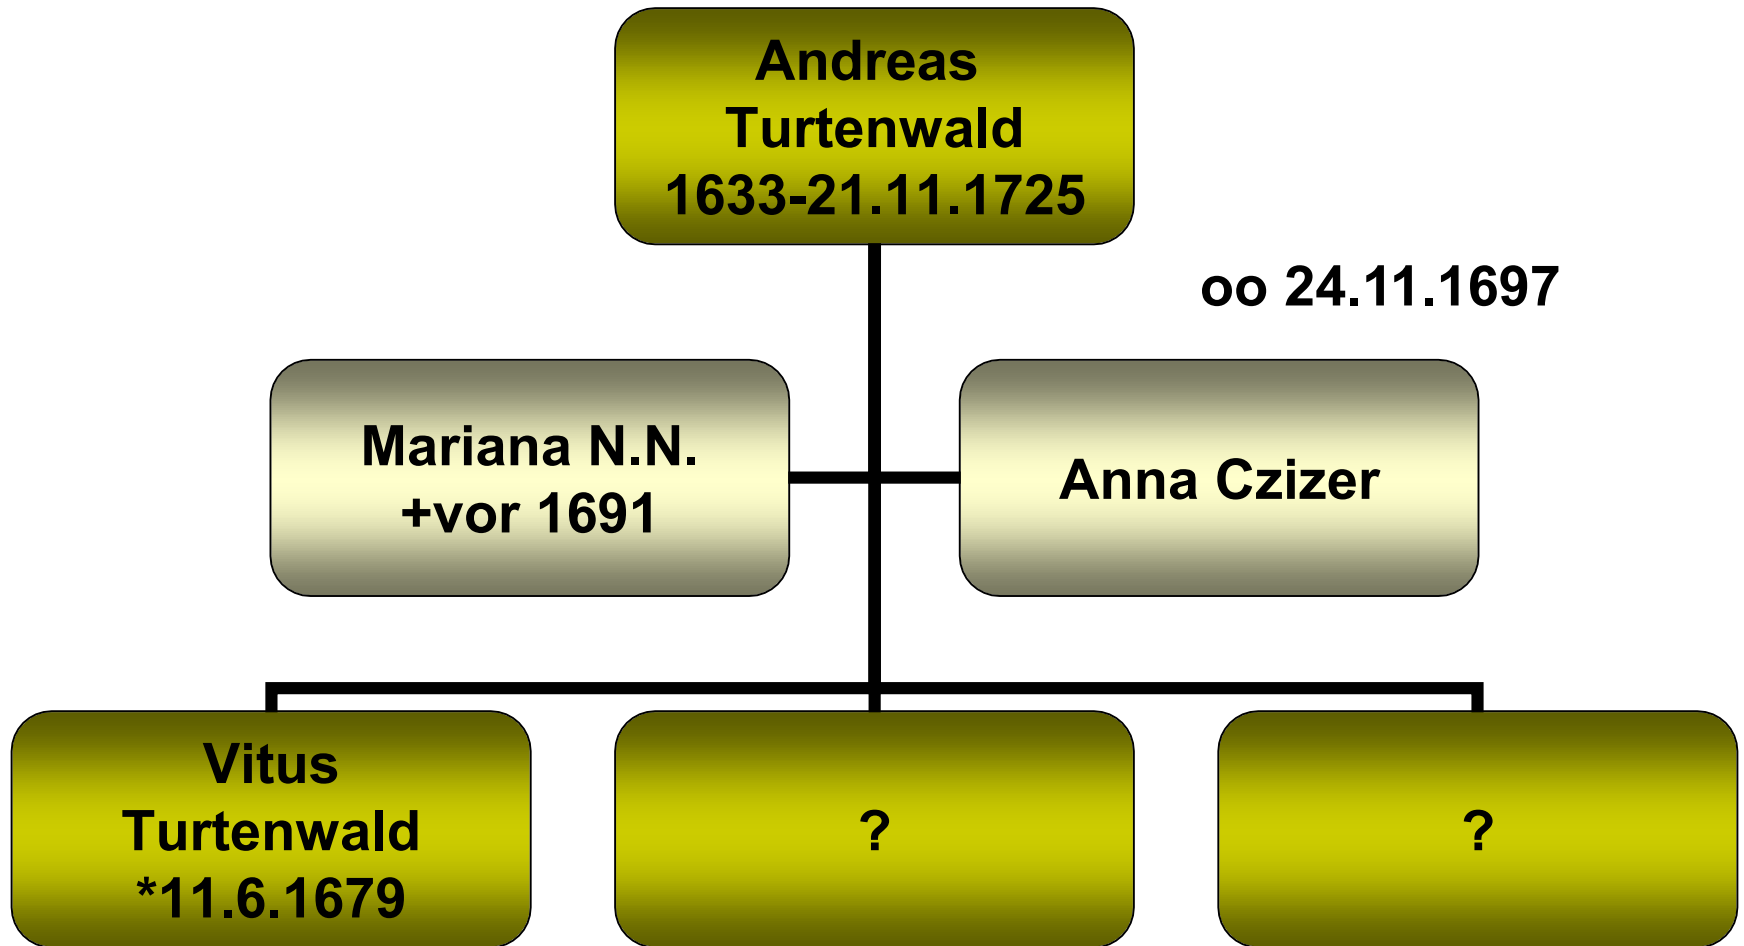 Andreas
Turtenwald
1633-21.11.1725
oo 24.11.1697
Mariana N.N.
+vor 1691
Anna Czizer
Vitus
Turtenwald
*11.6.1679
?
?